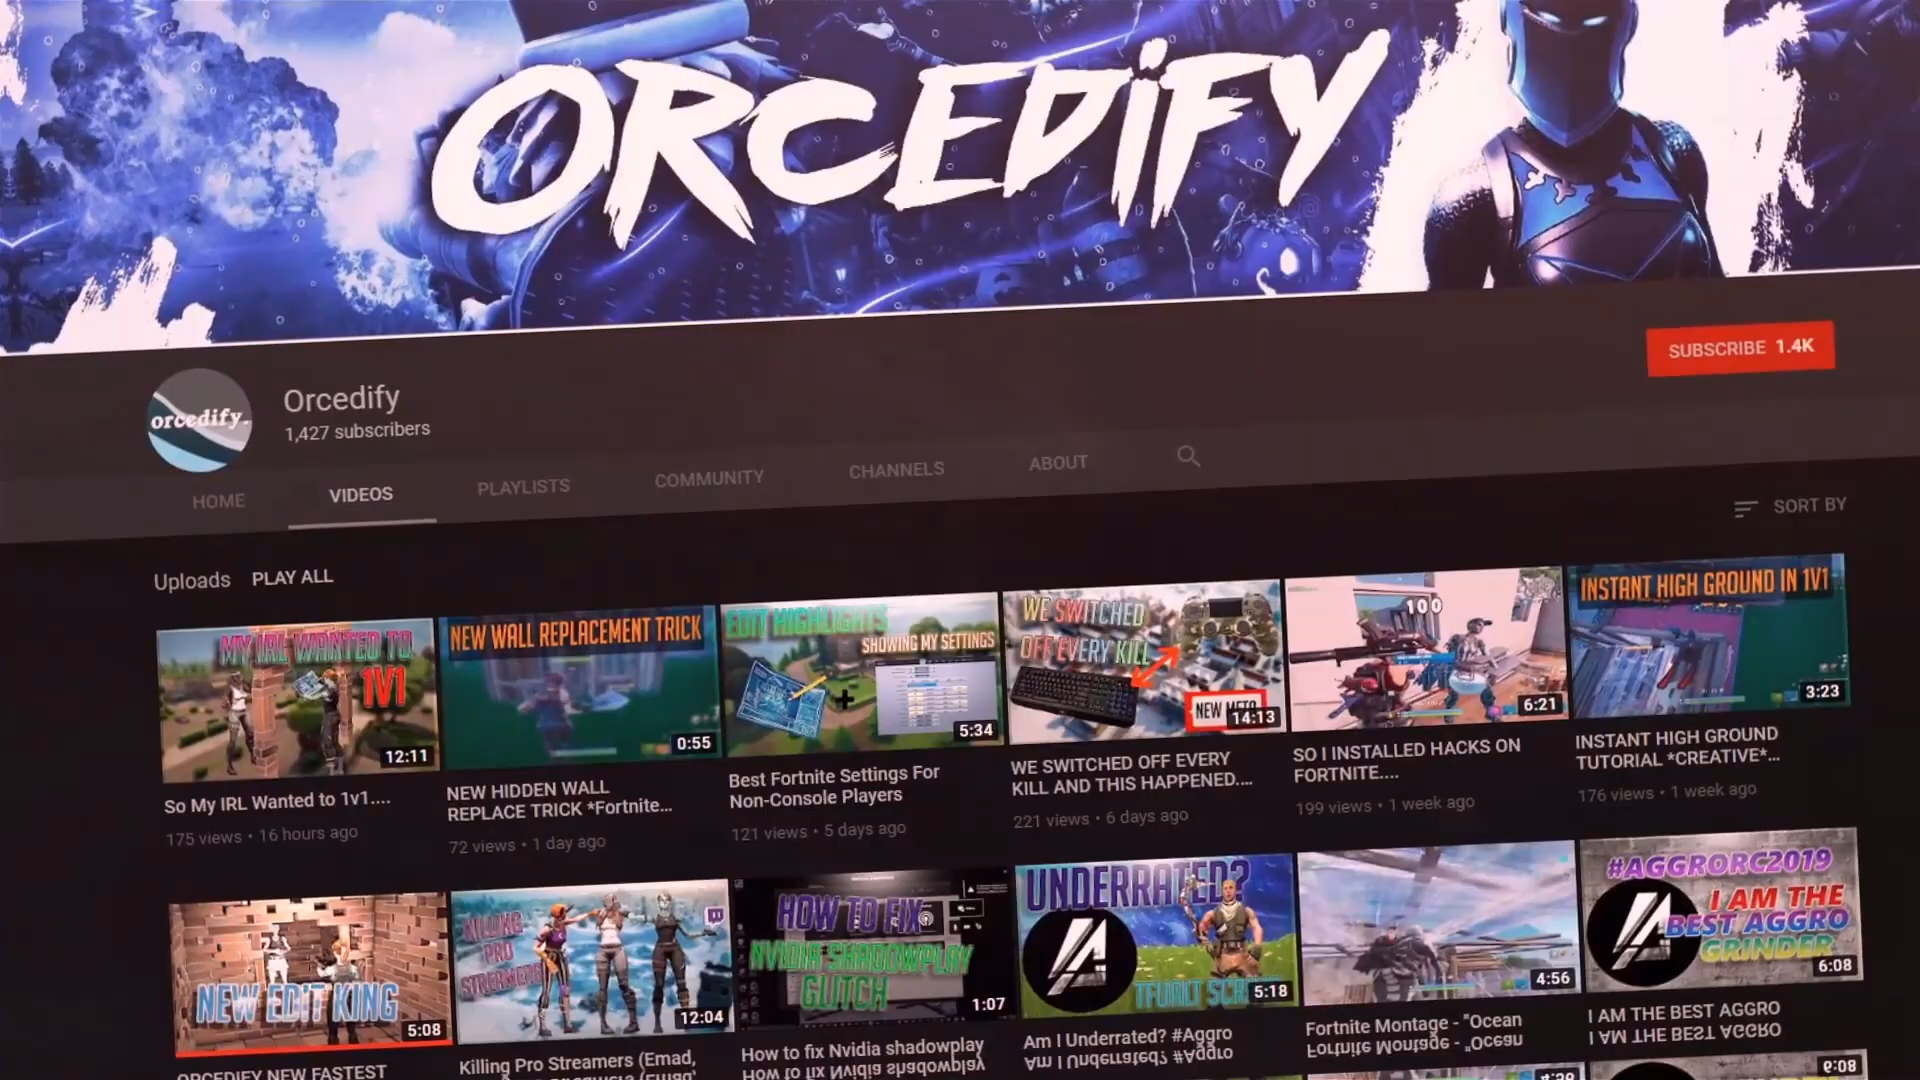 ORCEDiFY
SUBSCRIBE 1.4K
orcedify.
Orcedify
1,427 subscribers
HOME
VIDEOS
PLAYLISTS
COMMUNITY
CHANNELS
ABOUT
SORT BY
Uploads PLAY ALL
MY IRL WANTED TO
1V1
12:11
NEW WALL REPLACEMENT TRICK
0:55
EDIT HIGHLIGHTS
SHOWING MY SETTINGS
+
5:34
WE SWITCHED
OFF EVERY KILL
NEW META
14:13
100
6:21
INSTANT HIGH GROUND IN 1V1
3:23
So My IRL Wanted to 1v1....
175 views • 16 hours ago
NEW HIDDEN WALL
REPLACE TRICK *Fortnite...
72 views • 1 day ago
Best Fortnite Settings For
Non-Console Players
121 views • 5 days ago
WE SWITCHED OFF EVERY
KILL AND THIS HAPPENED....
221 views • 6 days ago
SO I INSTALLED HACKS ON
FORTNITE....
199 views • 1 week ago
INSTANT HIGH GROUND
TUTORIAL *CREATIVE*...
176 views • 1 week ago
NEW EDIT KING
5:08
KILLING
PRO
STREAMERS
12:04
HOW TO FIX
NVIDIA SHADOWPLAY
GLITCH
1:07
UNDERRATED?
5:18
4:56
#AGGRORC2019
I AM THE
BEST AGGRO
GRINDER
6:08
ORCEDIFY NEW FASTEST
Killing Pro Streamers (Emad,
How to fix Nvidia shadowplay
Am I Underrated? #Aggro
Fortnite Montage - "Ocean
I AM THE BEST AGGRO